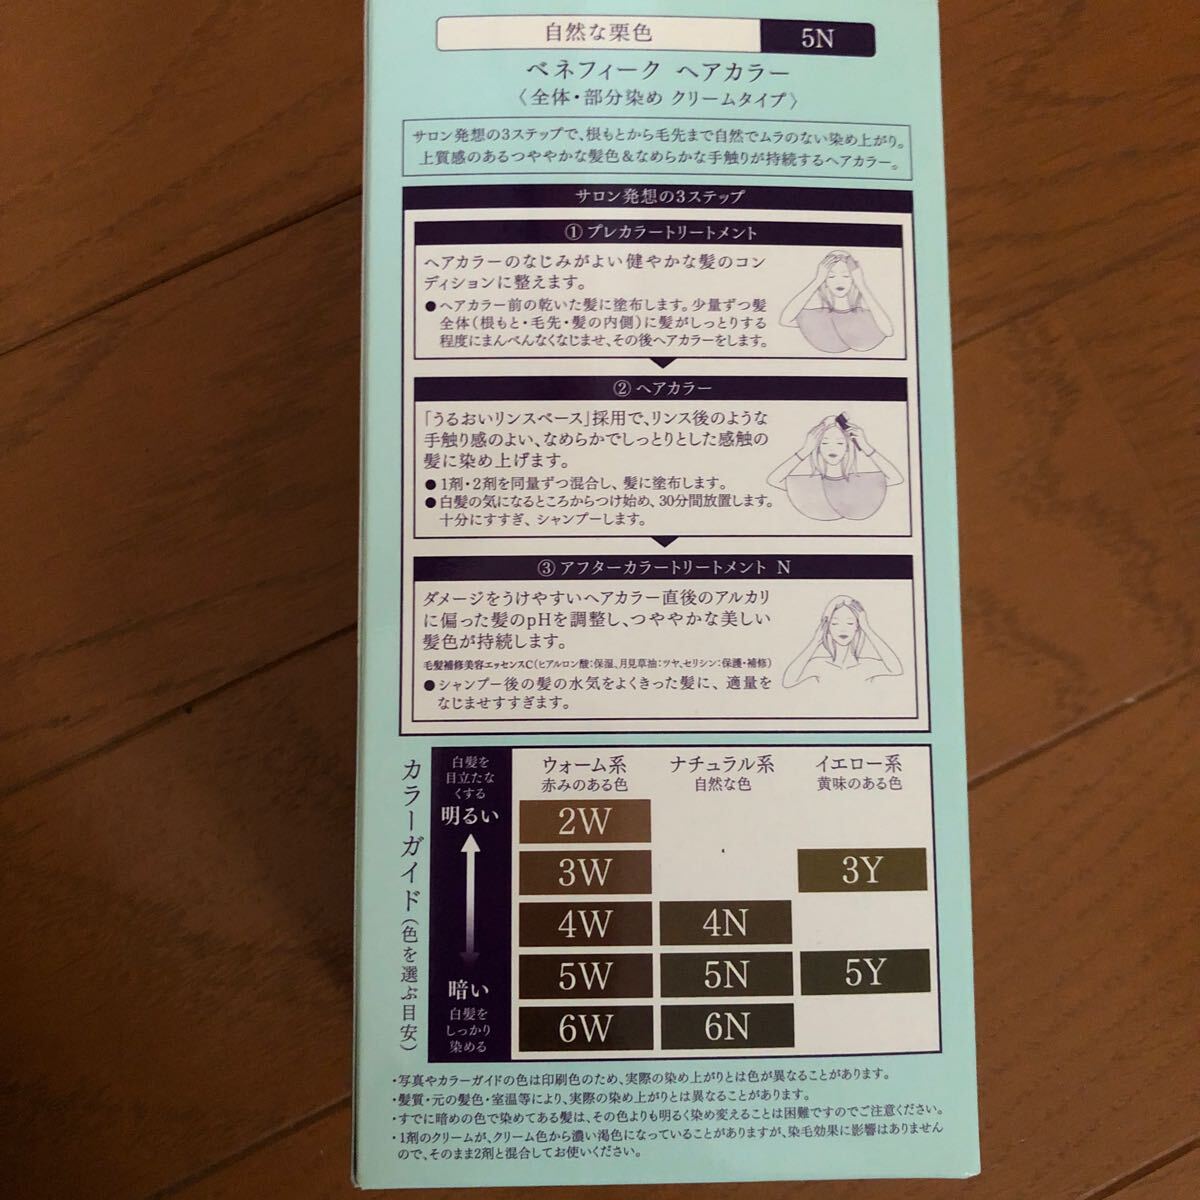 自然な栗色 5N
ベネフィーク ヘアカラー
〈全体・部分染め クリームタイプ〉
サロン発想の3ステップで、根もとから毛先まで自然でムラのない染め上がり。
上質感のあるつややかな髪色＆なめらかな手触りが持続するヘアカラー。
サロン発想の3ステップ
① プレカラートリートメント
ヘアカラーのなじみがよい健やかな髪のコン
ディションに整えます。
●ヘアカラー前の乾いた髪に塗布します。少量ずつ髪
全体（根もと・毛先・髪の内側）に髪がしっとりする
程度にまんべんなくなじませ、その後ヘアカラーをします。
② ヘアカラー
「うるおいリンスベース」採用で、リンス後のような
手触り感のよい、なめらかでしっとりとした感触の
髪に染め上げます。
●1剤・2剤を同量ずつ混合し、髪に塗布します。
●白髪の気になるところからつけ始め、30分間放置します。
十分にすすぎ、シャンプーします。
③ アフターカラートリートメント N
ダメージをうけやすいヘアカラー直後のアルカリ
に偏った髪のpHを調整し、つややかな美しい
髪色が持続します。
毛髪補修美容エッセンスC（ヒアルロン酸：保湿、月見草油：ツヤ、セリシン：保護・補修）
●シャンプー後の髪の水気をよくきった髪に、適量を
なじませすすぎます。
カラーガイド（色を選ぶ目安）
白髪を
目立たな
くする
明るい
暗い
白髪を
しっかり
染める
ウォーム系 ナチュラル系 イエロー系
赤みのある色 自然な色 黄味のある色
2W
3W 3Y
4W 4N
5W 5N 5Y
6W 6N
・写真やカラーガイドの色は印刷色のため、実際の染め上がりとは色が異なることがあります。
・髪質・元の髪色・室温等により、実際の染め上がりとは異なることがあります。
・すでに暗めの色で染めてある髪は、その色よりも明るく染め変えることは困難ですのでご注意ください。
・1剤のクリームが、クリーム色から濃い褐色になっていることがありますが、染毛効果に影響はありません
ので、そのまま2剤と混合してお使いください。